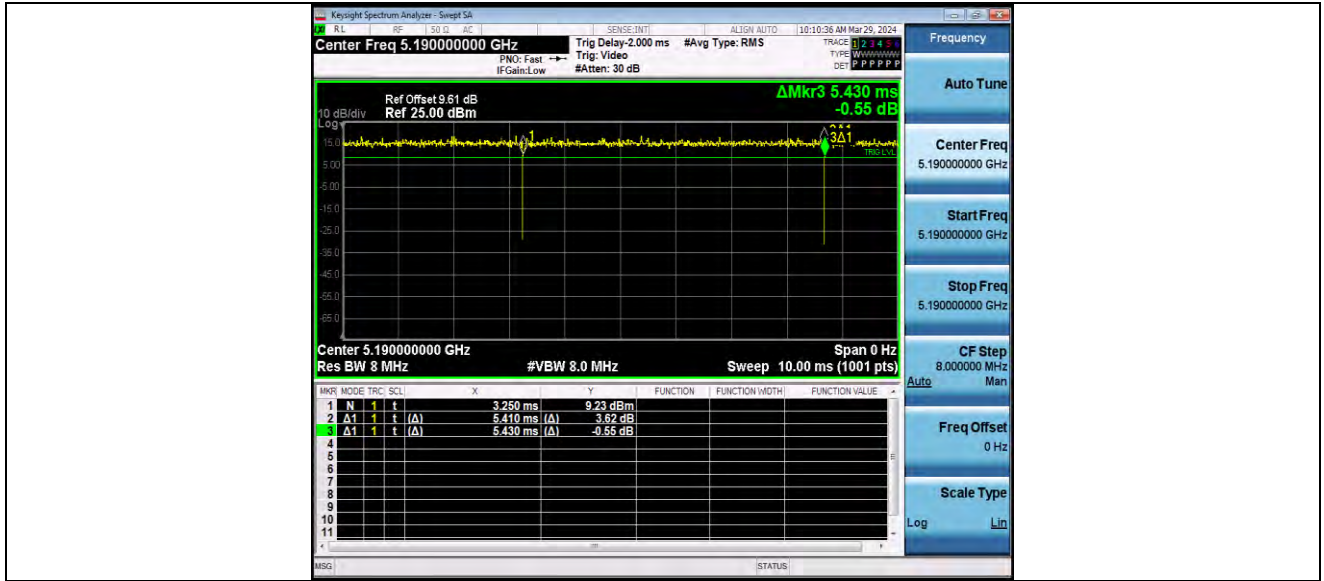 Keysight Spectrum Analyzer - Swept SA
RL RF 50 Ω AC SENSE:INT ALIGN AUTO 10:10:36 AM Mar 29, 2024
Center Freq 5.190000000 GHz
PNO: Fast
IFGain:Low
Trig Delay-2.000 ms
Trig: Video
#Atten: 30 dB
#Avg Type: RMS
TRACE 1 2 3 4 5 6
TYPE WWWWWW
DET P P P P P P
Frequency
Auto Tune
Center Freq
5.190000000 GHz
Start Freq
5.190000000 GHz
Stop Freq
5.190000000 GHz
CF Step
8.000000 MHz
Auto Man
Freq Offset
0 Hz
Scale Type
Log Lin
ΔMkr3 5.430 ms
-0.55 dB
Ref Offset 9.61 dB
10 dB/div Ref 25.00 dBm
Log
15.0
5.00
-5.00
-15.0
-25.0
-35.0
-45.0
-55.0
-65.0
1
3Δ1
TRIG LVL
Center 5.190000000 GHz Span 0 Hz
Res BW 8 MHz #VBW 8.0 MHz Sweep 10.00 ms (1001 pts)
MKR MODE TRC SCL X Y FUNCTION FUNCTION WIDTH FUNCTION VALUE
1 N 1 t 3.250 ms 9.23 dBm
2 Δ1 1 t (Δ) 5.410 ms (Δ) 3.62 dB
3 Δ1 1 t (Δ) 5.430 ms (Δ) -0.55 dB
4
5
6
7
8
9
10
11
MSG STATUS